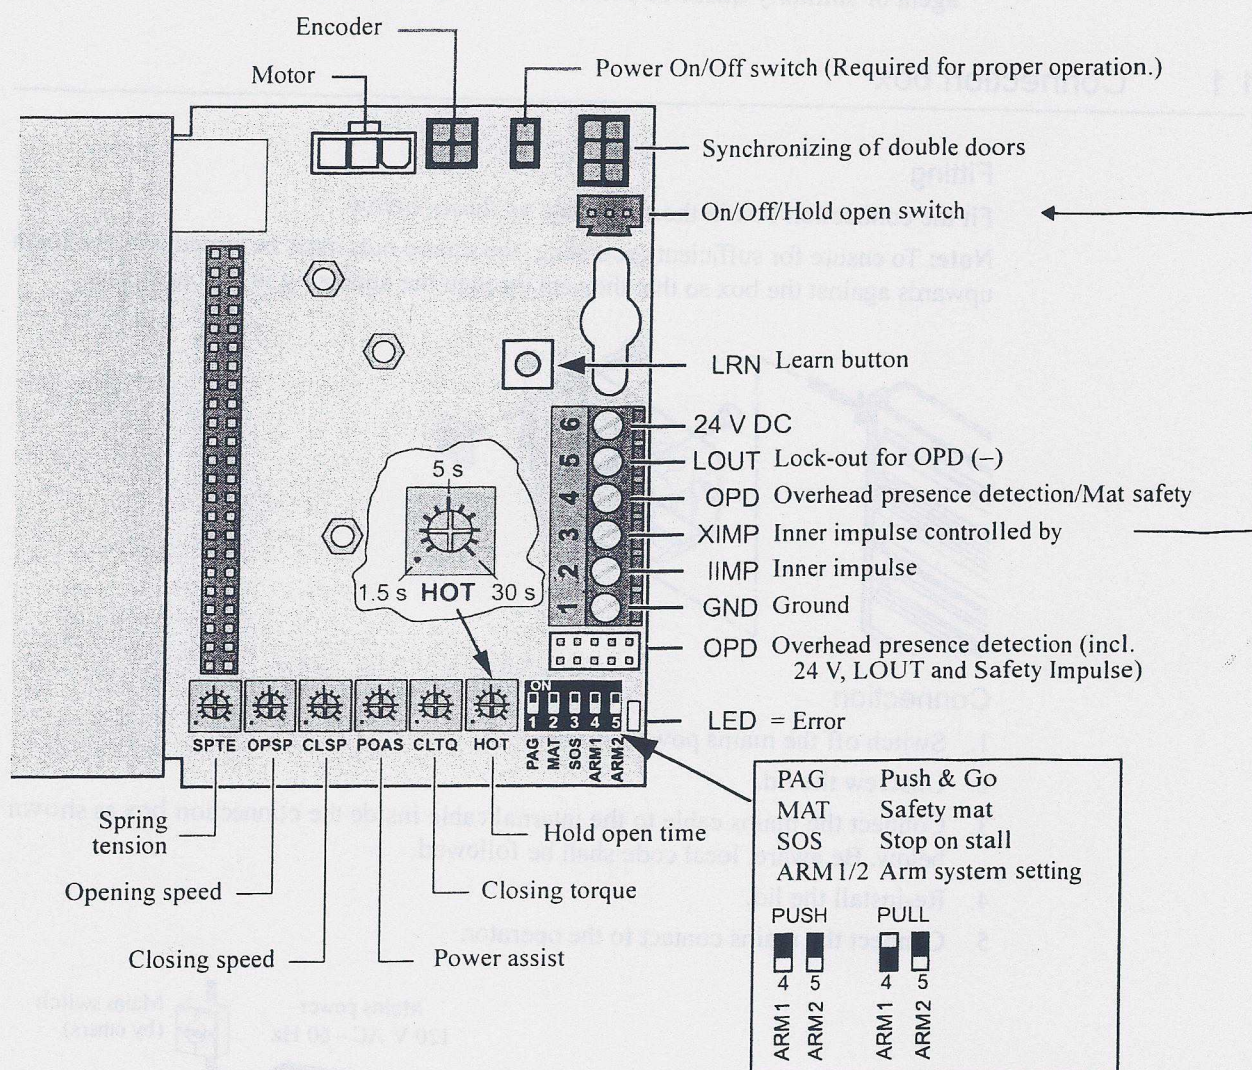 Encoder
Motor
Power On/Off switch (Required for proper operation.)
Synchronizing of double doors
On/Off/Hold open switch
LRN Learn button
6 24 V DC
5 LOUT Lock-out for OPD (–)
4 OPD Overhead presence detection/Mat safety
3 XIMP Inner impulse controlled by
2 IIMP Inner impulse
1 GND Ground
5 s
1.5 s HOT 30 s
OPD Overhead presence detection (incl.
24 V, LOUT and Safety Impulse)
ON
1 2 3 4 5
LED = Error
SPTE OPSP CLSP POAS CLTQ HOT
PAG
MAT
SOS
ARM1
ARM2
Spring
tension
Opening speed
Closing speed
Hold open time
Closing torque
Power assist
PAG Push & Go
MAT Safety mat
SOS Stop on stall
ARM1/2 Arm system setting
PUSH PULL
4 5 4 5
ARM1 ARM2 ARM1 ARM2